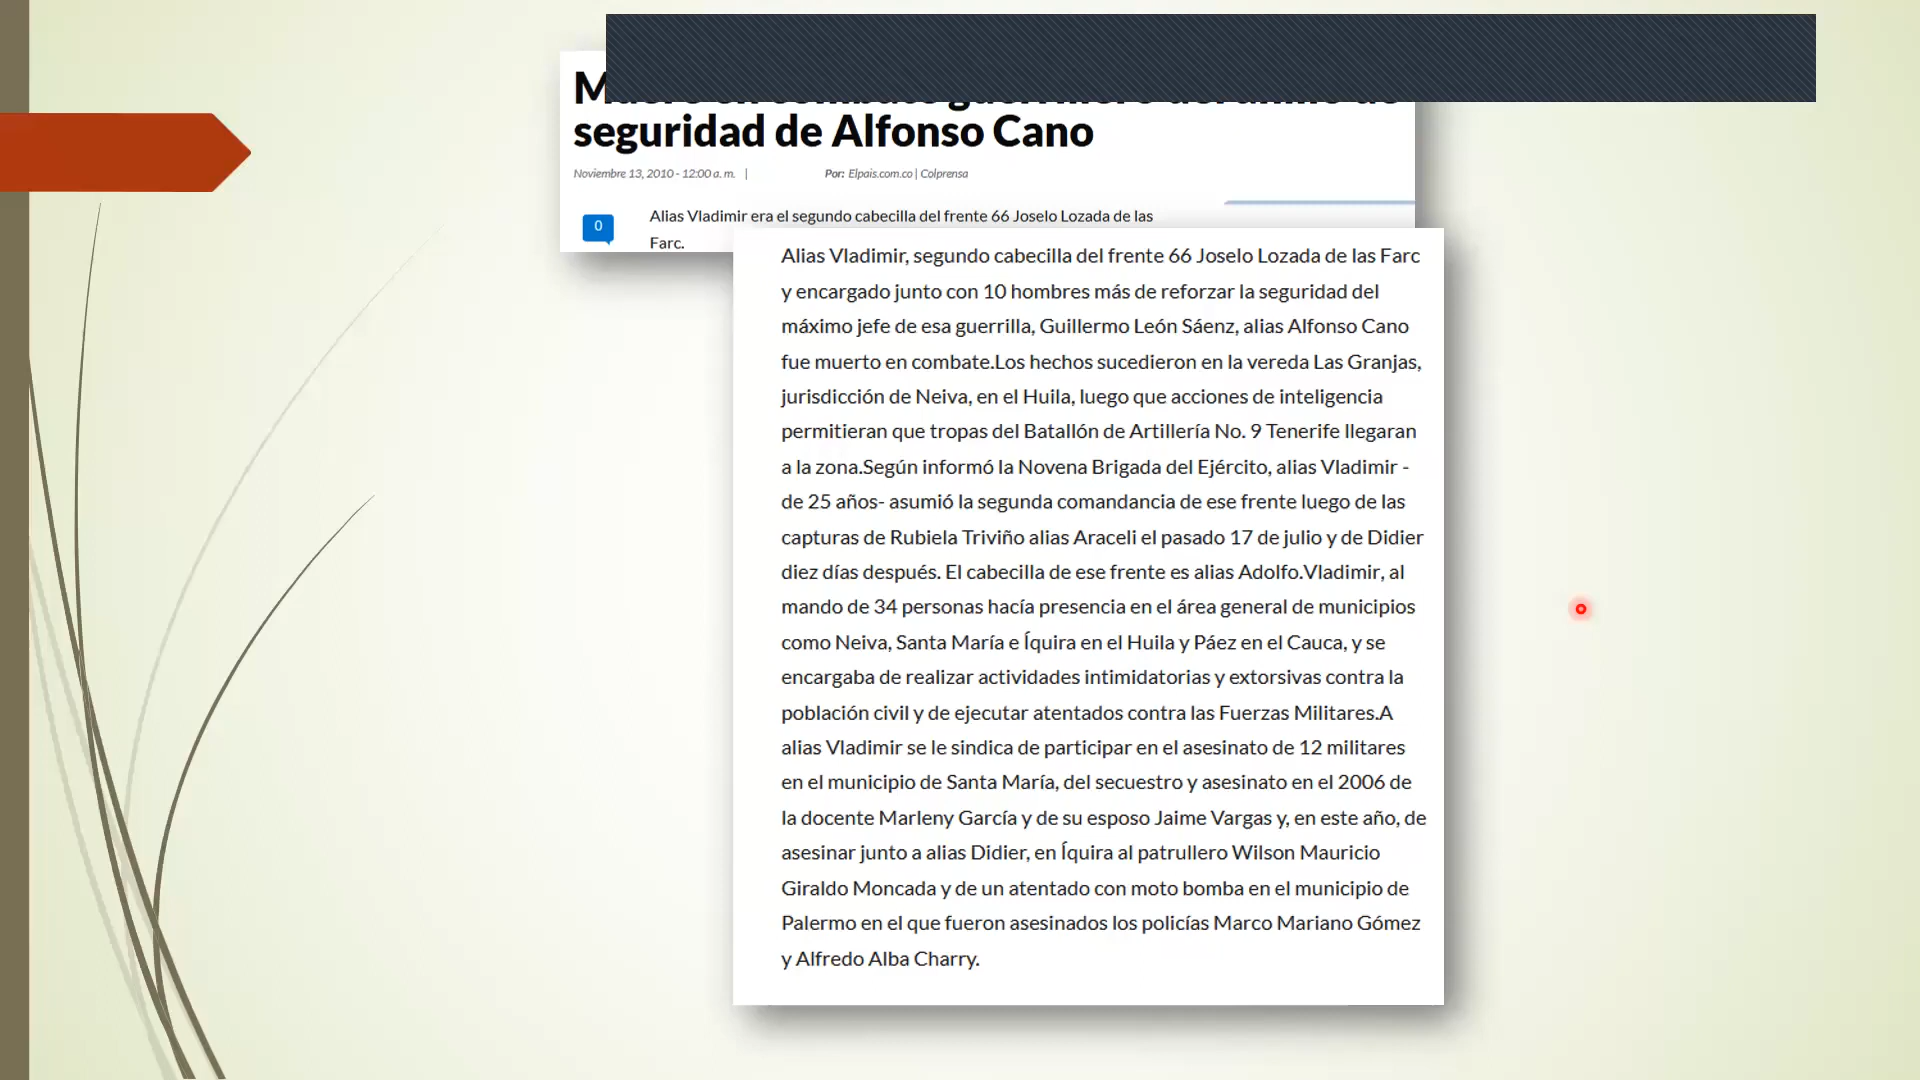 seguridad de Alfonso Cano
Noviembre 13, 2010 - 12:00 a. m. | Por: Elpais.com.co | Colprensa
0
Alias Vladimir era el segundo cabecilla del frente 66 Joselo Lozada de las
Farc.
Alias Vladimir, segundo cabecilla del frente 66 Joselo Lozada de las Farc
y encargado junto con 10 hombres más de reforzar la seguridad del
máximo jefe de esa guerrilla, Guillermo León Sáenz, alias Alfonso Cano
fue muerto en combate.Los hechos sucedieron en la vereda Las Granjas,
jurisdicción de Neiva, en el Huila, luego que acciones de inteligencia
permitieran que tropas del Batallón de Artillería No. 9 Tenerife llegaran
a la zona.Según informó la Novena Brigada del Ejército, alias Vladimir -
de 25 años- asumió la segunda comandancia de ese frente luego de las
capturas de Rubiela Triviño alias Araceli el pasado 17 de julio y de Didier
diez días después. El cabecilla de ese frente es alias Adolfo.Vladimir, al
mando de 34 personas hacía presencia en el área general de municipios
como Neiva, Santa María e Íquira en el Huila y Páez en el Cauca, y se
encargaba de realizar actividades intimidatorias y extorsivas contra la
población civil y de ejecutar atentados contra las Fuerzas Militares.A
alias Vladimir se le sindica de participar en el asesinato de 12 militares
en el municipio de Santa María, del secuestro y asesinato en el 2006 de
la docente Marleny García y de su esposo Jaime Vargas y, en este año, de
asesinar junto a alias Didier, en Íquira al patrullero Wilson Mauricio
Giraldo Moncada y de un atentado con moto bomba en el municipio de
Palermo en el que fueron asesinados los policías Marco Mariano Gómez
y Alfredo Alba Charry.